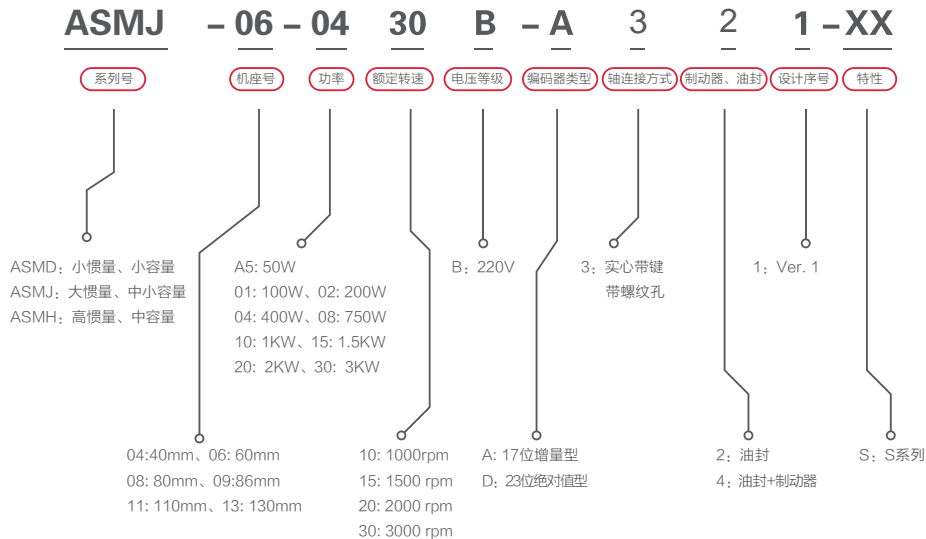 ASMJ – 06 – 04 30 B – A 3 2 1 – XX
系列号 机座号 功率 额定转速 电压等级 编码器类型 轴连接方式 制动器、油封 设计序号 特性
ASMD：小惯量、小容量
ASMJ：大惯量、中小容量
ASMH：高惯量、中容量
A5: 50W
01: 100W、02: 200W
04: 400W、08: 750W
10: 1KW、15: 1.5KW
20: 2KW、30: 3KW
B：220V
3：实心带键
带螺纹孔
1：Ver. 1
04:40mm、06: 60mm
08: 80mm、09:86mm
11: 110mm、13: 130mm
10: 1000rpm
15: 1500 rpm
20: 2000 rpm
30: 3000 rpm
A: 17位增量型
D：23位绝对值型
2：油封
4：油封+制动器
S：S系列